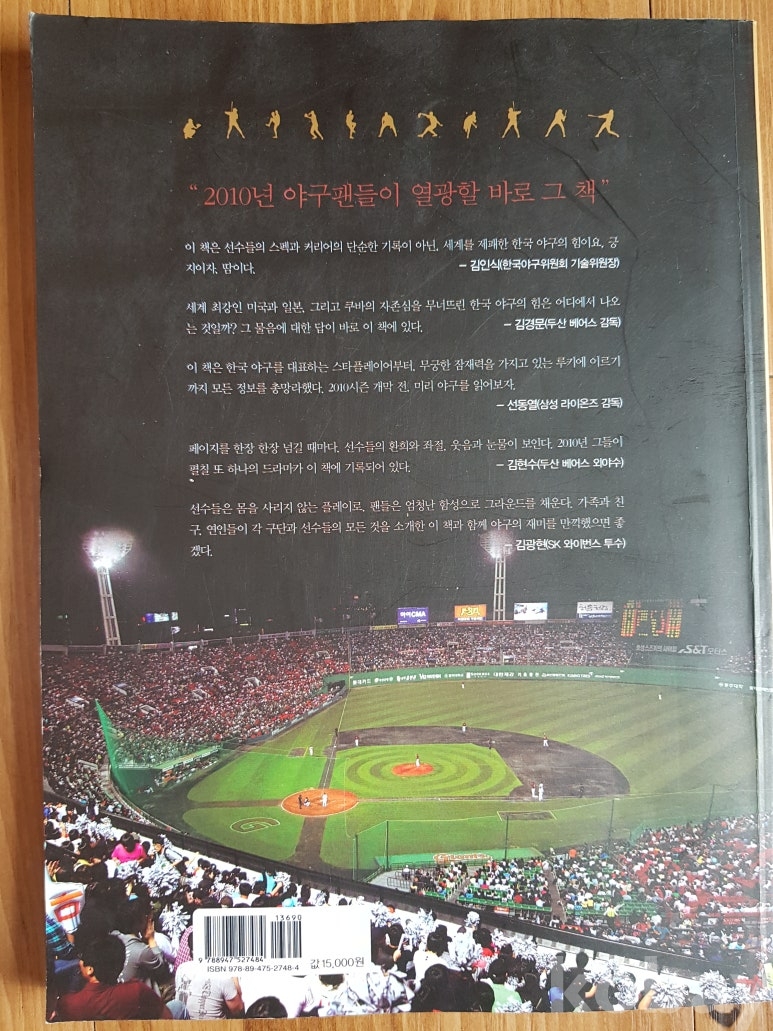 “2010년 야구팬들이 열광할 바로 그 책”
이 책은 선수들의 스펙과 커리어의 단순한 기록이 아닌, 세계를 제패한 한국 야구의 힘이요, 긍
지이자, 땀이다. – 김인식(한국야구위원회 기술위원장)
세계 최강인 미국과 일본, 그리고 쿠바의 자존심을 무너뜨린 한국 야구의 힘은 어디에서 나오
는 것일까? 그 물음에 대한 답이 바로 이 책에 있다. – 김경문(두산 베어스 감독)
이 책은 한국 야구를 대표하는 스타플레이어부터, 무궁한 잠재력을 가지고 있는 루키에 이르기
까지 모든 정보를 총망라했다. 2010시즌 개막 전, 미리 야구를 읽어보자.
– 선동열(삼성 라이온즈 감독)
페이지를 한장 한장 넘길 때마다, 선수들의 환희와 좌절, 웃음과 눈물이 보인다. 2010년 그들이
펼칠 또 하나의 드라마가 이 책에 기록되어 있다. – 김현수(두산 베어스 외야수)
선수들은 몸을 사리지 않는 플레이로, 팬들은 엄청난 함성으로 그라운드를 채운다. 가족과 친
구, 연인들이 각 구단과 선수들의 모든 것을 소개한 이 책과 함께 야구의 재미를 만끽했으면 좋
겠다. – 김광현(SK 와이번스 투수)
CMA
S&T모터스
롯데카드
13690
9 788947 527484
ISBN 978-89-475-2748-4
값 15,000원